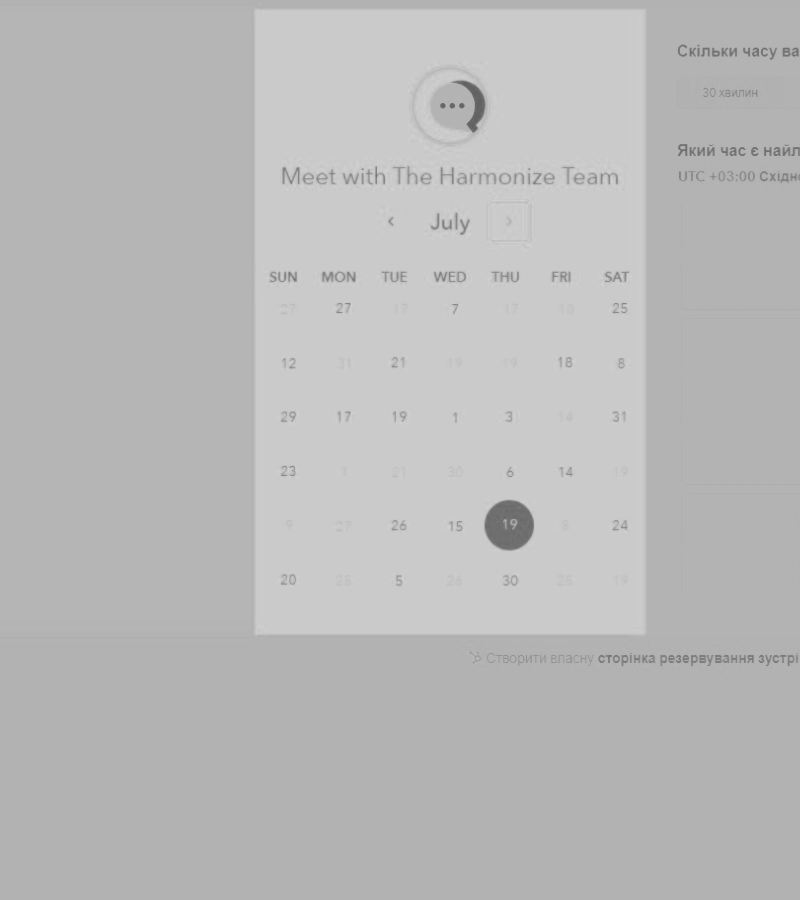 Meet with The Harmonize Team
July
SUN MON TUE WED THU FRI SAT
27 27 17 7 17 10 25
12 31 21 19 19 18 8
29 17 19 1 3 14 31
23 21 30 6 14 19
9 27 26 15 19 8 24
20 25 5 26 30 26 19
Скільки часу ва
30 хвилин
Який час є найл
UTC +03:00 Східн
Створити власну сторінка резервування зустрі